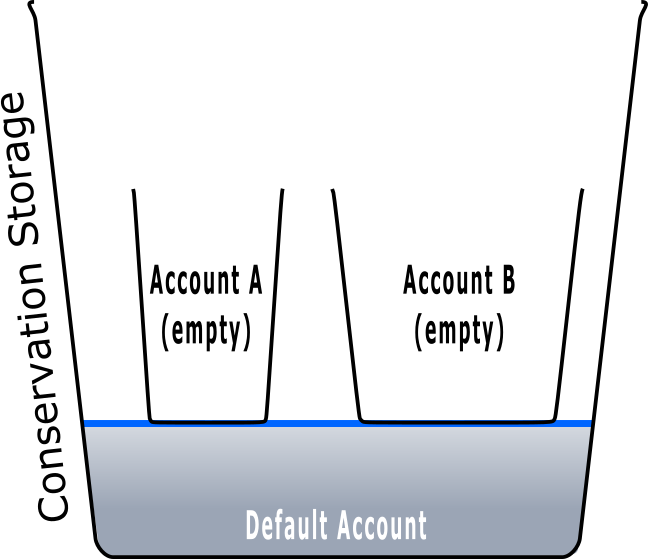 Conservation Storage
Account A
(empty)
Account B
(empty)
Default Account